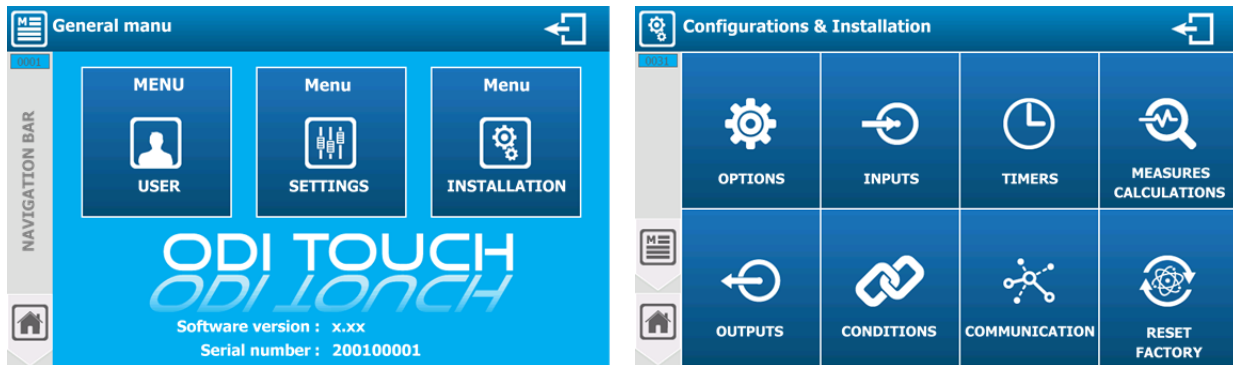 General manu
0001
NAVIGATION BAR
MENU
USER
Menu
SETTINGS
Menu
INSTALLATION
ODI TOUCH
Software version : x.xx
Serial number : 200100001
Configurations & Installation
0031
OPTIONS
INPUTS
TIMERS
MEASURES
CALCULATIONS
M
OUTPUTS
CONDITIONS
COMMUNICATION
RESET
FACTORY